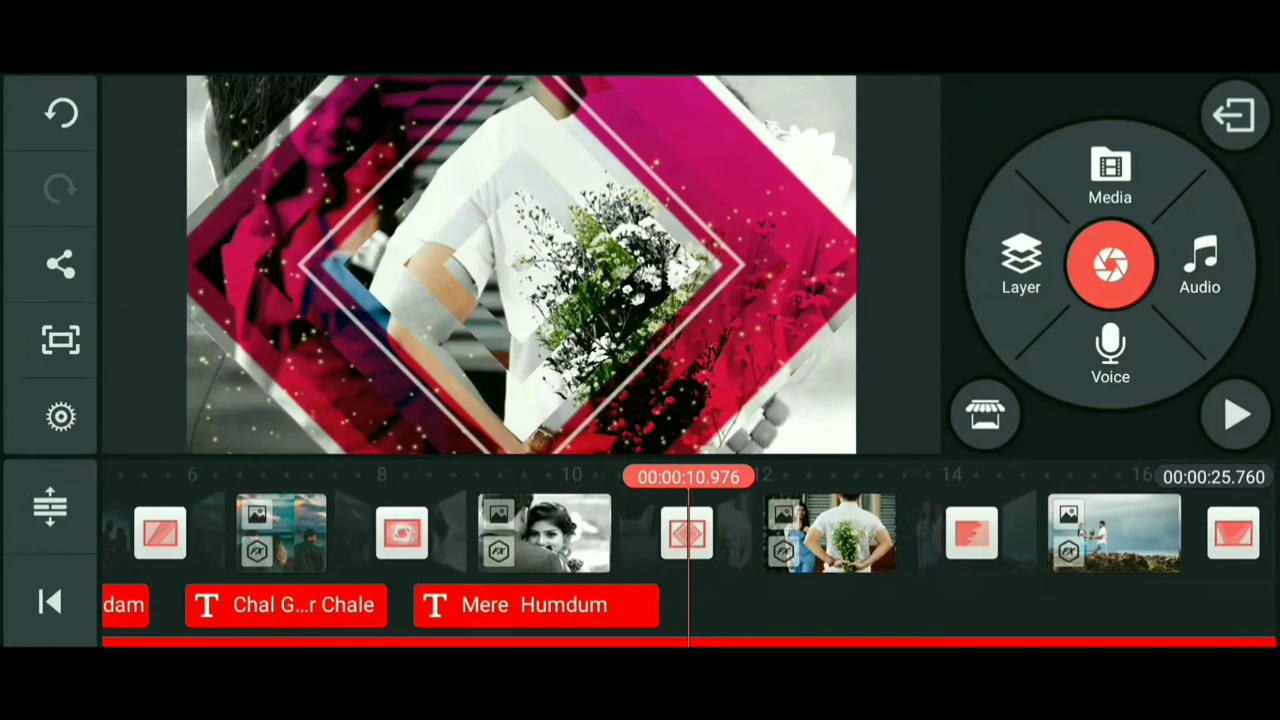 Media
Layer
Audio
Voice
6
8
10
00:00:10.976
12
14
16
00:00:25.760
dam
T Chal G...r Chale
T Mere Humdum